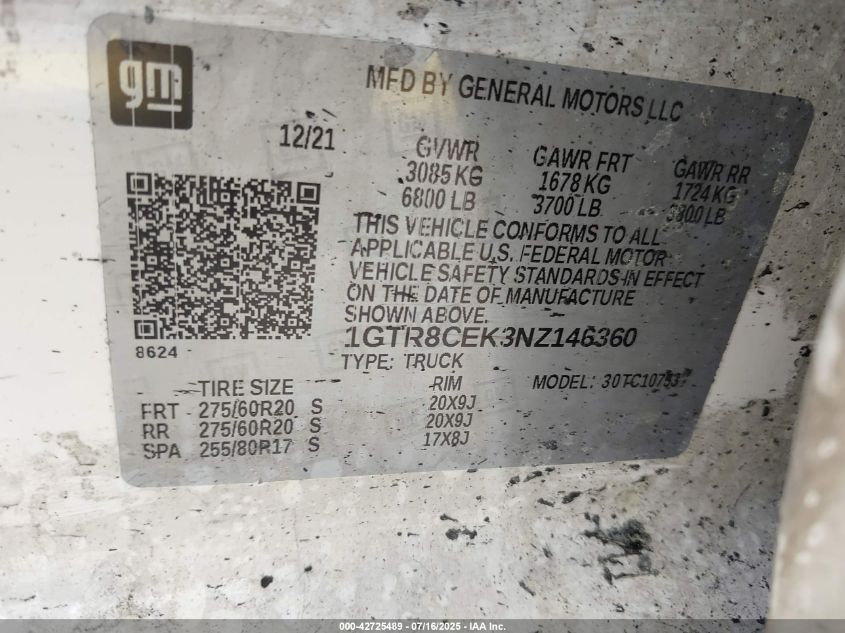 gm
MFD BY GENERAL MOTORS LLC
12/21
GVWR GAWR FRT GAWR RR
3085 KG 1678 KG 1724 KG
6800 LB 3700 LB 3800 LB
THIS VEHICLE CONFORMS TO ALL
APPLICABLE U.S. FEDERAL MOTOR
VEHICLE SAFETY STANDARDS IN EFFECT
ON THE DATE OF MANUFACTURE
SHOWN ABOVE.
1GTR8CEK3NZ146360
8624
TYPE: TRUCK
MODEL:
TIRE SIZE RIM
FRT 275/60R20 S 20X9J
RR 275/60R20 S 20X9J
SPA 255/80R17 S 17X8J
000-42725489 - 07/16/2025 - IAA Inc.